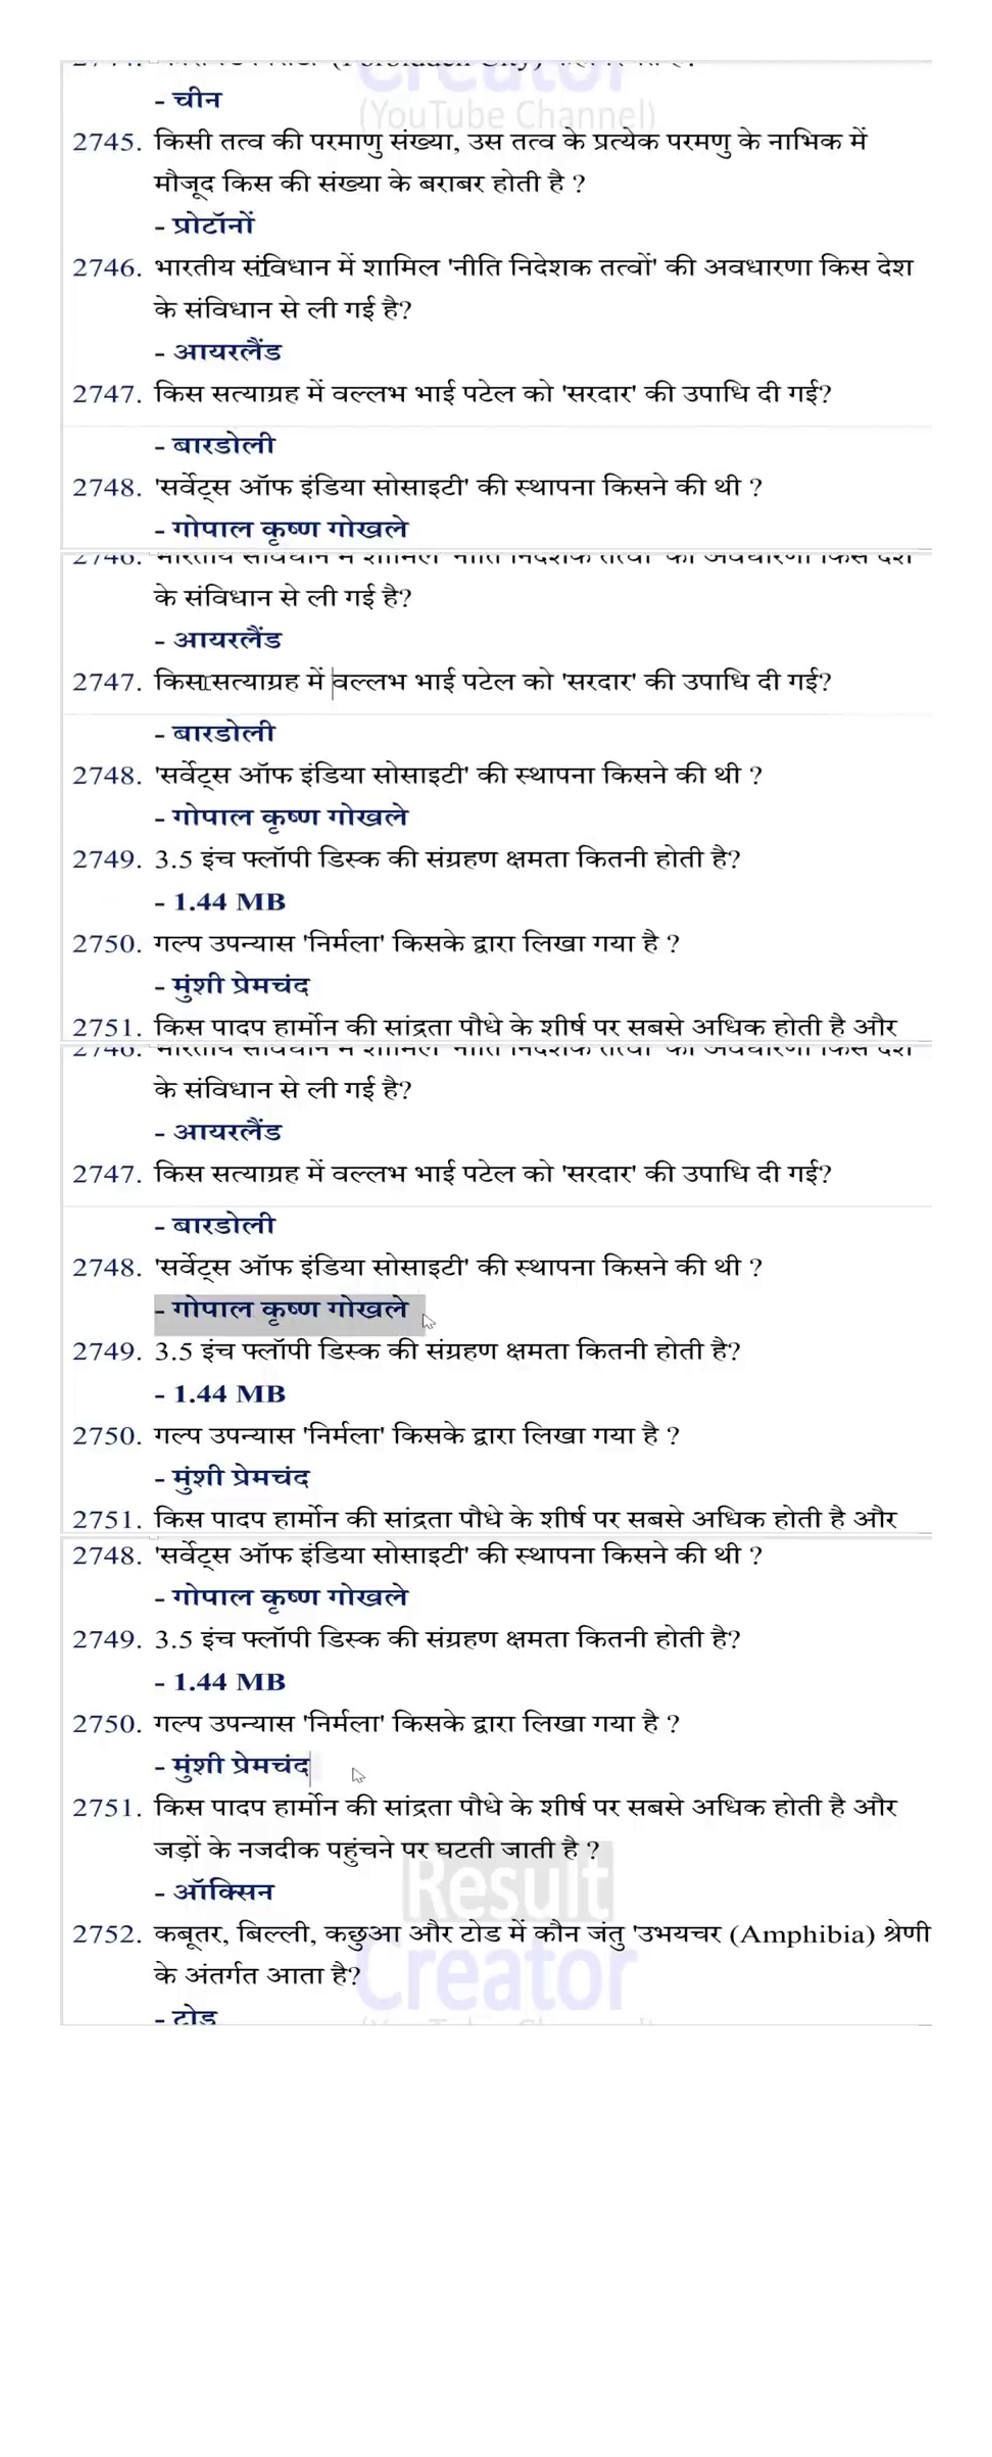 (Forbidden City)
- चीन
(YouTube Channel)
2745. किसी तत्व की परमाणु संख्या, उस तत्व के प्रत्येक परमणु के नाभिक में
मौजूद किस की संख्या के बराबर होती है ?
- प्रोटॉनों
2746. भारतीय संविधान में शामिल 'नीति निदेशक तत्वों' की अवधारणा किस देश
के संविधान से ली गई है?
- आयरलैंड
2747. किस सत्याग्रह में वल्लभ भाई पटेल को 'सरदार' की उपाधि दी गई?
- बारडोली
2748. 'सर्वेट्स ऑफ इंडिया सोसाइटी' की स्थापना किसने की थी ?
- गोपाल कृष्ण गोखले
2746. भारतीय संविधान में शामिल 'नीति निदेशक तत्वों' की अवधारणा किस देश
के संविधान से ली गई है?
- आयरलैंड
2747. किस सत्याग्रह में वल्लभ भाई पटेल को 'सरदार' की उपाधि दी गई?
- बारडोली
2748. 'सर्वेट्स ऑफ इंडिया सोसाइटी' की स्थापना किसने की थी ?
- गोपाल कृष्ण गोखले
2749. 3.5 इंच फ्लॉपी डिस्क की संग्रहण क्षमता कितनी होती है?
- 1.44 MB
2750. गल्प उपन्यास 'निर्मला' किसके द्वारा लिखा गया है ?
- मुंशी प्रेमचंद
2751. किस पादप हार्मोन की सांद्रता पौधे के शीर्ष पर सबसे अधिक होती है और
2746. भारतीय संविधान में शामिल 'नीति निदेशक तत्वों' की अवधारणा किस देश
के संविधान से ली गई है?
- आयरलैंड
2747. किस सत्याग्रह में वल्लभ भाई पटेल को 'सरदार' की उपाधि दी गई?
- बारडोली
2748. 'सर्वेट्स ऑफ इंडिया सोसाइटी' की स्थापना किसने की थी ?
- गोपाल कृष्ण गोखले
2749. 3.5 इंच फ्लॉपी डिस्क की संग्रहण क्षमता कितनी होती है?
- 1.44 MB
2750. गल्प उपन्यास 'निर्मला' किसके द्वारा लिखा गया है ?
- मुंशी प्रेमचंद
2751. किस पादप हार्मोन की सांद्रता पौधे के शीर्ष पर सबसे अधिक होती है और
2748. 'सर्वेट्स ऑफ इंडिया सोसाइटी' की स्थापना किसने की थी ?
- गोपाल कृष्ण गोखले
2749. 3.5 इंच फ्लॉपी डिस्क की संग्रहण क्षमता कितनी होती है?
- 1.44 MB
2750. गल्प उपन्यास 'निर्मला' किसके द्वारा लिखा गया है ?
- मुंशी प्रेमचंद
2751. किस पादप हार्मोन की सांद्रता पौधे के शीर्ष पर सबसे अधिक होती है और
जड़ों के नजदीक पहुंचने पर घटती जाती है ?
Result
- ऑक्सिन
2752. कबूतर, बिल्ली, कछुआ और टोड में कौन जंतु 'उभयचर (Amphibia) श्रेणी
के अंतर्गत आता है?
Creator
- टोड